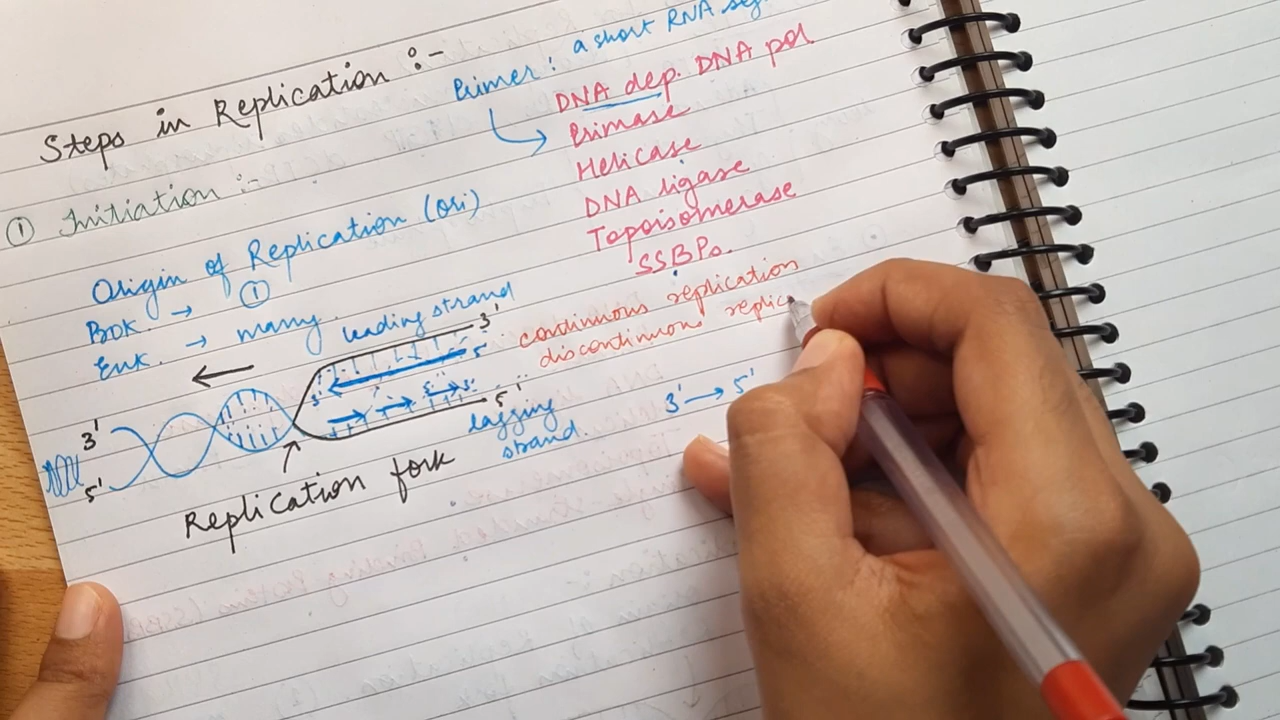 Steps in Replication :-
Primer : a short RNA seg
DNA dep. DNA pol.
Primase
Helicase
DNA ligase
Topoisomerase
SSBPs.
① Initiation :-
Origin of Replication (ori)
Prok. → ①
Euk. → many.
leading strand
continuous replication
discontinuous replic
3'
5'
3'
5'
3'
5'
5'
3'
lagging
strand.
3' → 5'
3'
5'
Replication fork